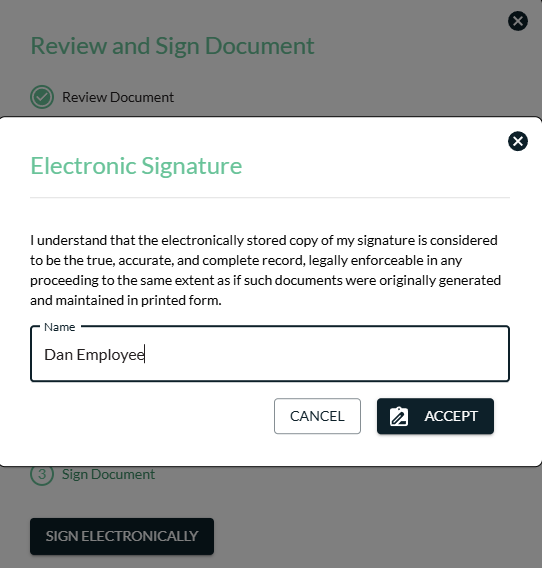 Review and Sign Document
Review Document
Electronic Signature
I understand that the electronically stored copy of my signature is considered
to be the true, accurate, and complete record, legally enforceable in any
proceeding to the same extent as if such documents were originally generated
and maintained in printed form.
Name
Dan Employee
CANCEL
ACCEPT
3 Sign Document
SIGN ELECTRONICALLY